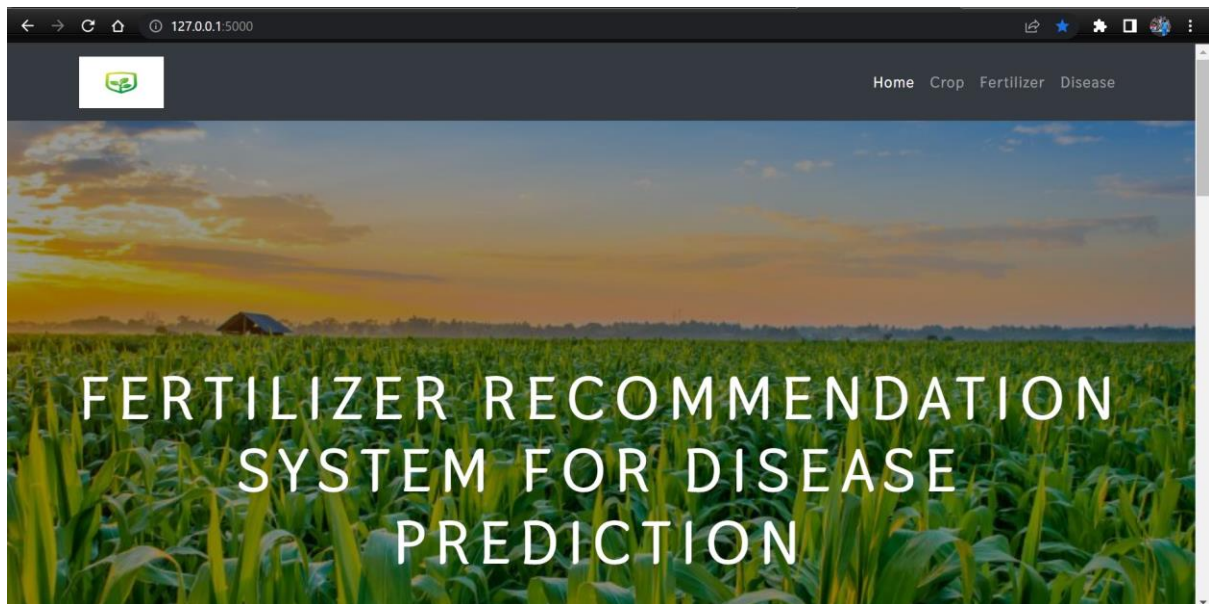 127.0.0.1:5000
Home Crop Fertilizer Disease
FERTILIZER RECOMMENDATION
SYSTEM FOR DISEASE
PREDICTION